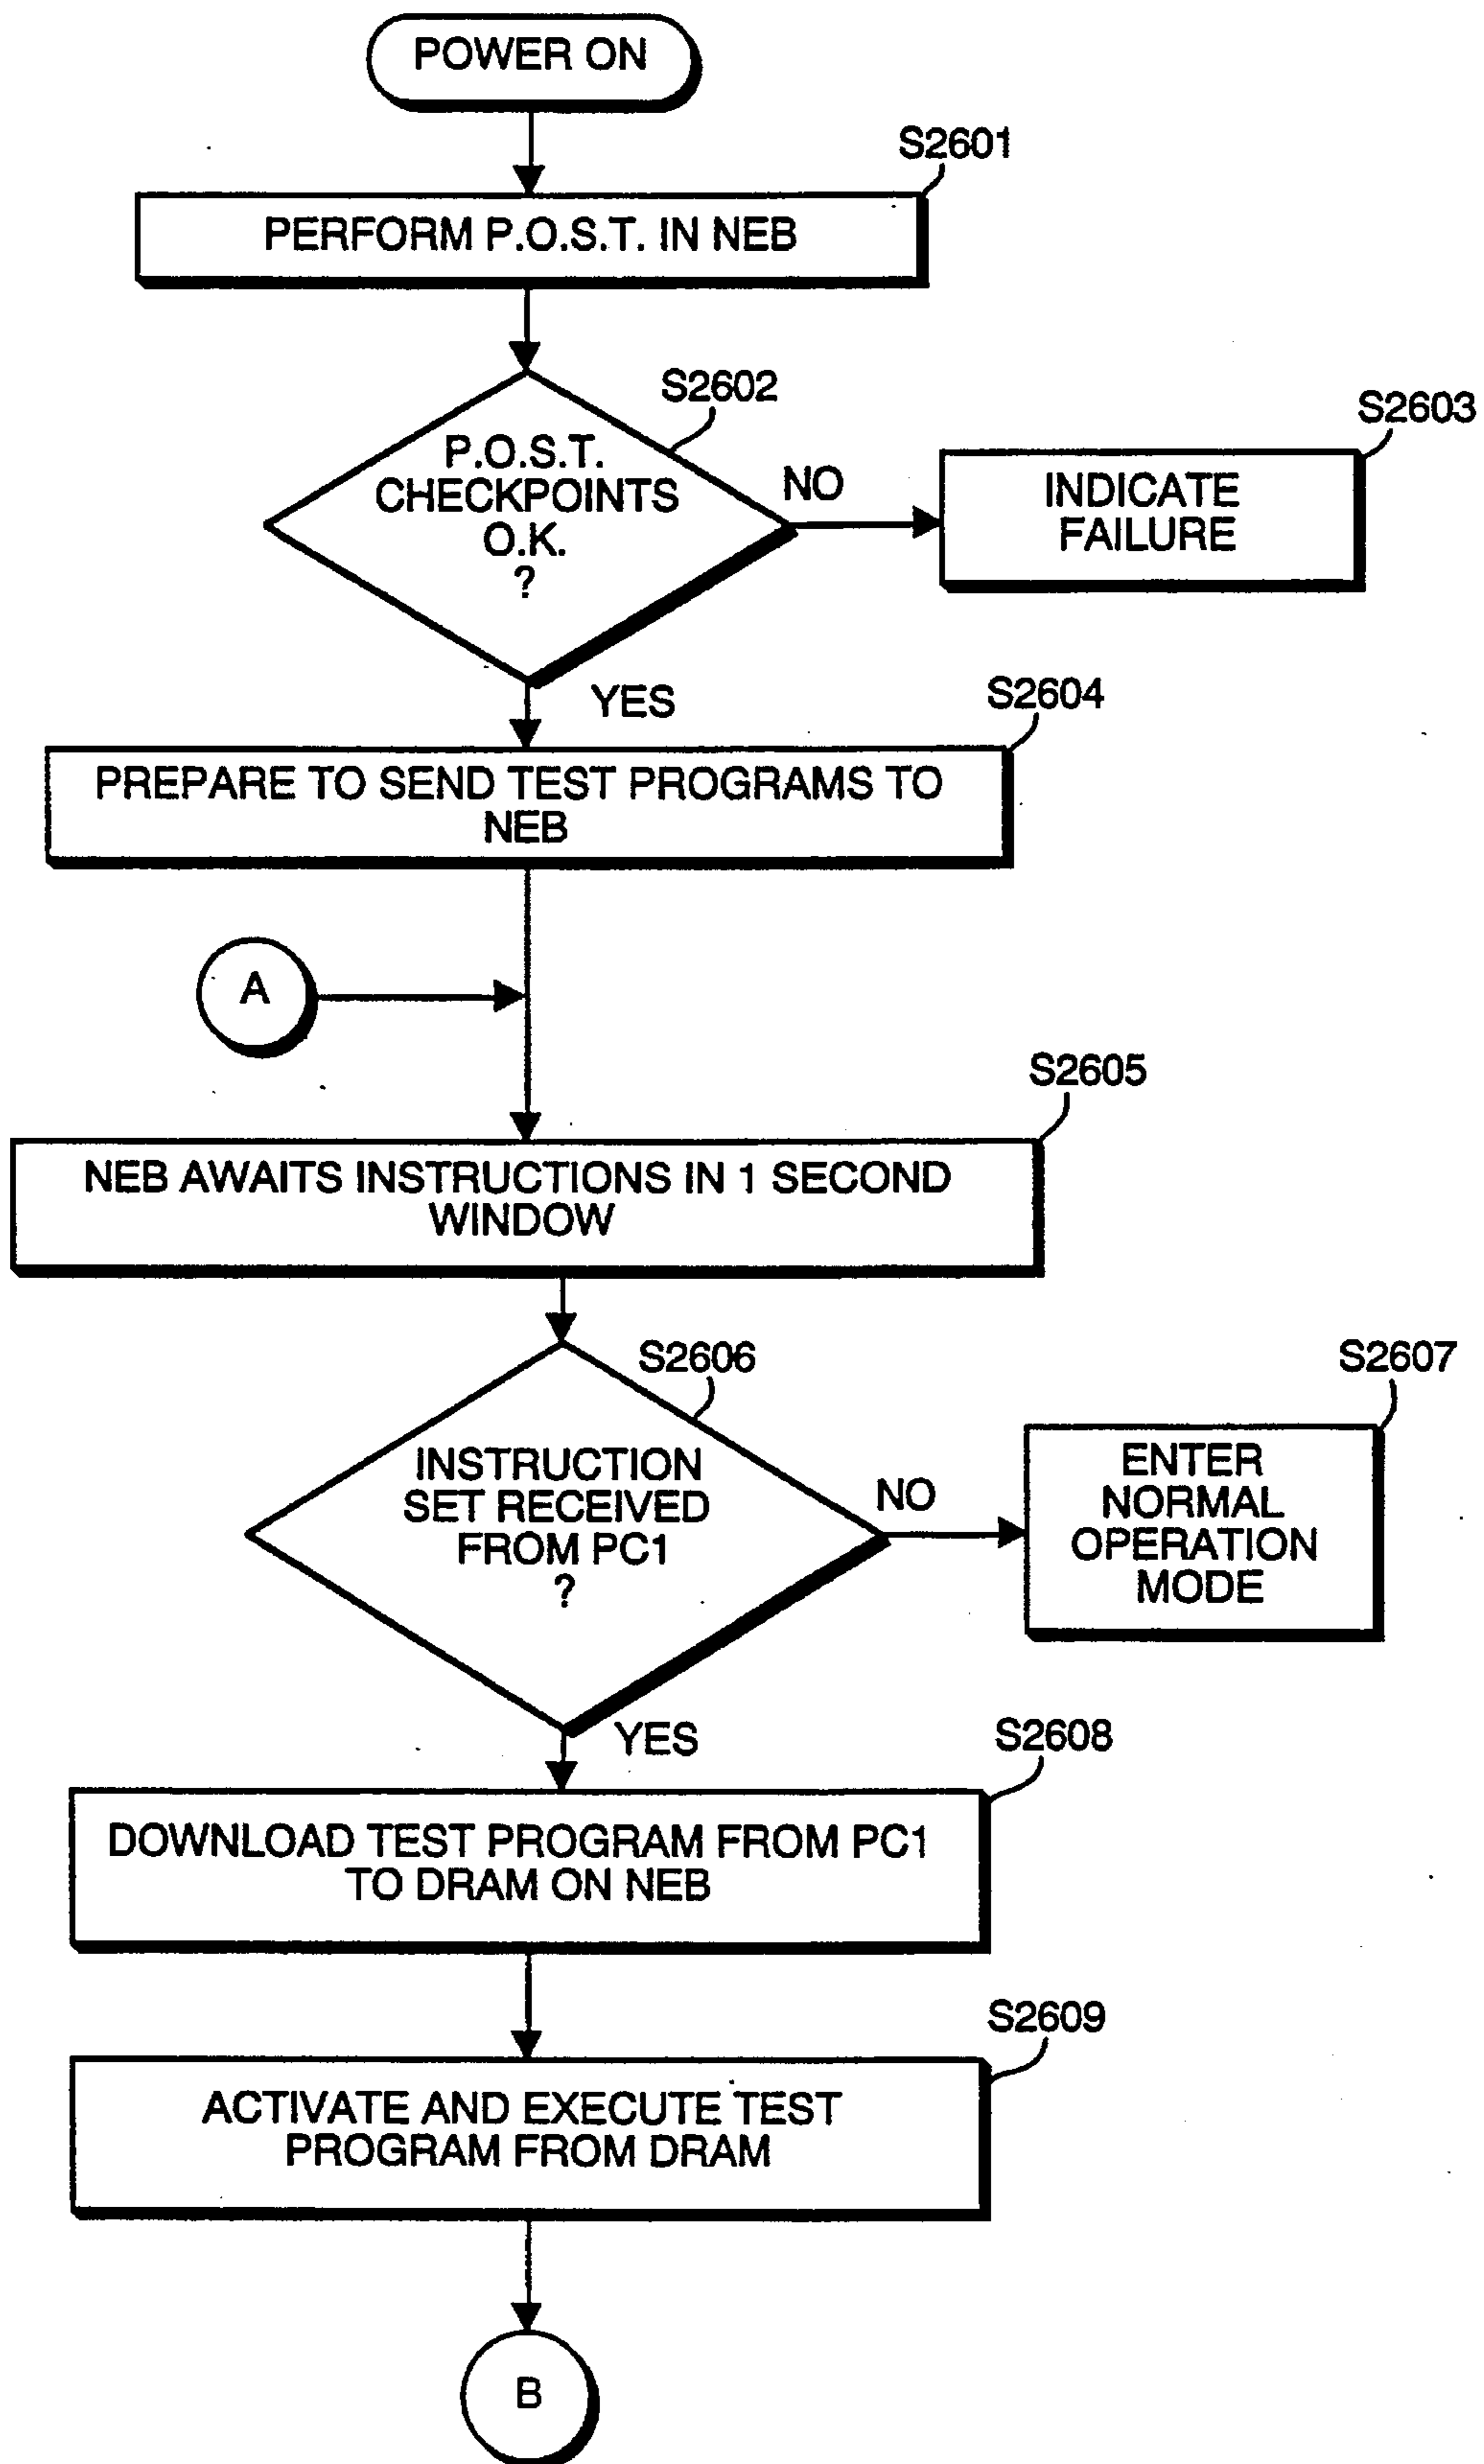 POWER ON
S2601
PERFORM P.O.S.T. IN NEB
S2602
P.O.S.T.
CHECKPOINTS
O.K.
?
NO
S2603
INDICATE
FAILURE
YES
S2604
PREPARE TO SEND TEST PROGRAMS TO
NEB
A
S2605
NEB AWAITS INSTRUCTIONS IN 1 SECOND
WINDOW
S2606
INSTRUCTION
SET RECEIVED
FROM PC1
?
NO
S2607
ENTER
NORMAL
OPERATION
MODE
YES
S2608
DOWNLOAD TEST PROGRAM FROM PC1
TO DRAM ON NEB
S2609
ACTIVATE AND EXECUTE TEST
PROGRAM FROM DRAM
B